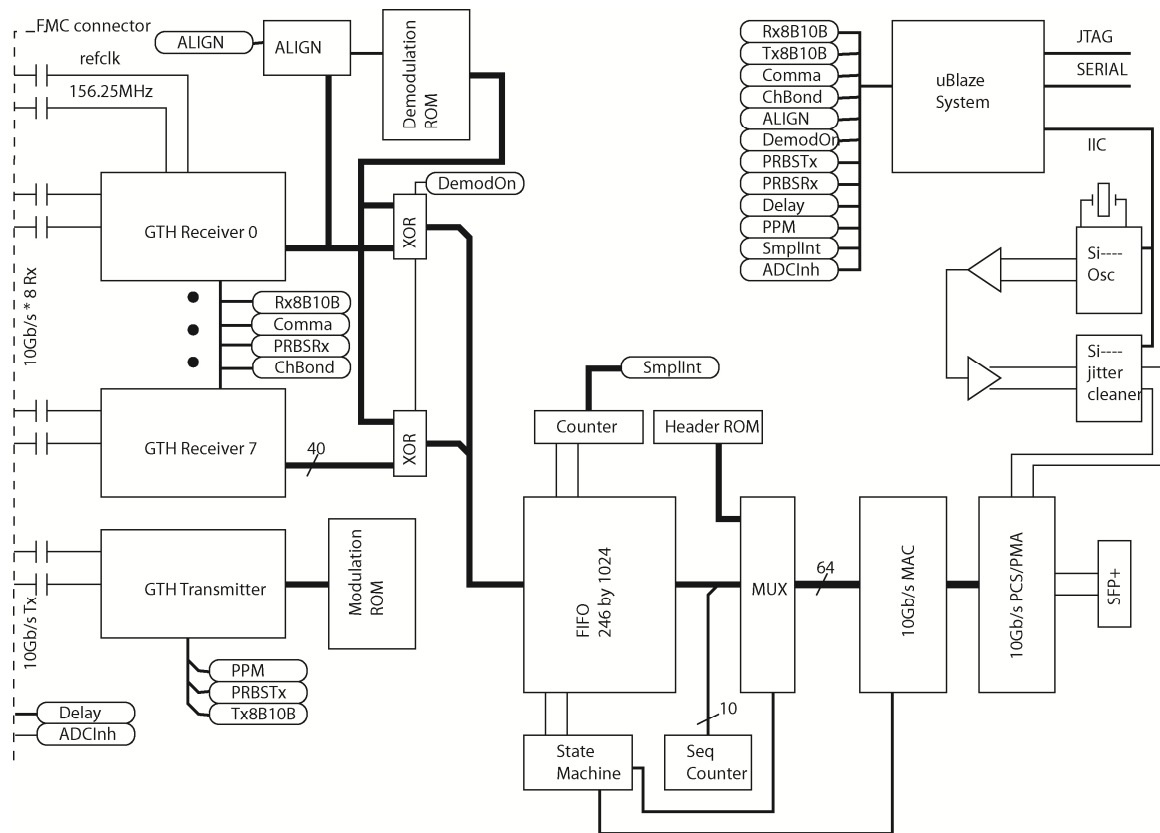 FMC connector
ALIGN
ALIGN
Demodulation
ROM
refclk
156.25MHz
Rx8B10B
Tx8B10B
Comma
ChBond
ALIGN
DemodOn
PRBSTx
PRBSRx
Delay
PPM
SmplInt
ADCInh
uBlaze
System
JTAG
SERIAL
IIC
Si----
Osc
Si----
jitter
cleaner
DemodOn
XOR
GTH Receiver 0
10Gb/s * 8 Rx
Rx8B10B
Comma
PRBSRx
ChBond
GTH Receiver 7
40
XOR
SmplInt
Counter
Header ROM
GTH Transmitter
Modulation
ROM
10Gb/s Tx
PPM
PRBSTx
Tx8B10B
Delay
ADCInh
FIFO
246 by 1024
MUX
64
10Gb/s MAC
10Gb/s PCS/PMA
SFP+
10
State
Machine
Seq
Counter